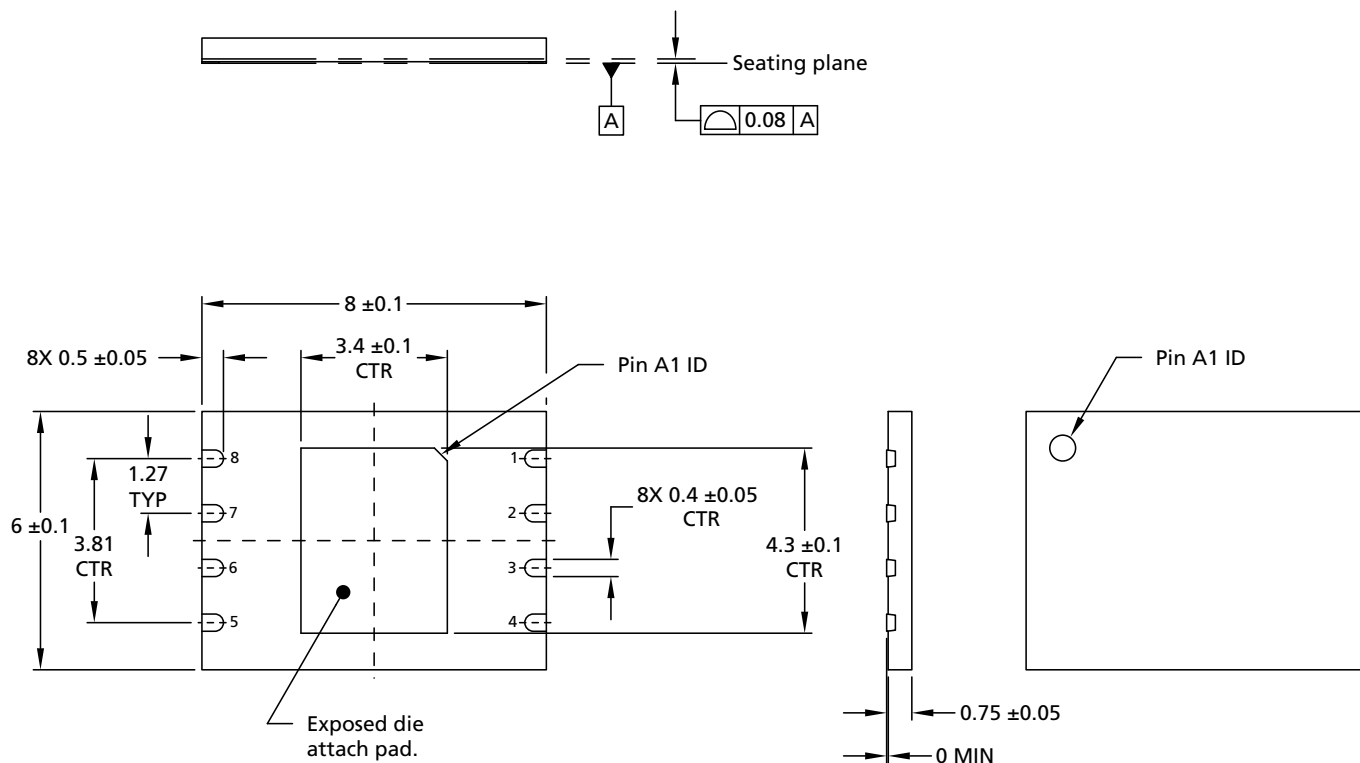 Seating plane
A
0.08 A
8 ±0.1
8X 0.5 ±0.05
3.4 ±0.1
CTR
Pin A1 ID
Pin A1 ID
8
1
1.27
TYP
8X 0.4 ±0.05
CTR
7
2
6 ±0.1
3.81
CTR
4.3 ±0.1
CTR
6
3
5
4
Exposed die
attach pad.
0.75 ±0.05
0 MIN